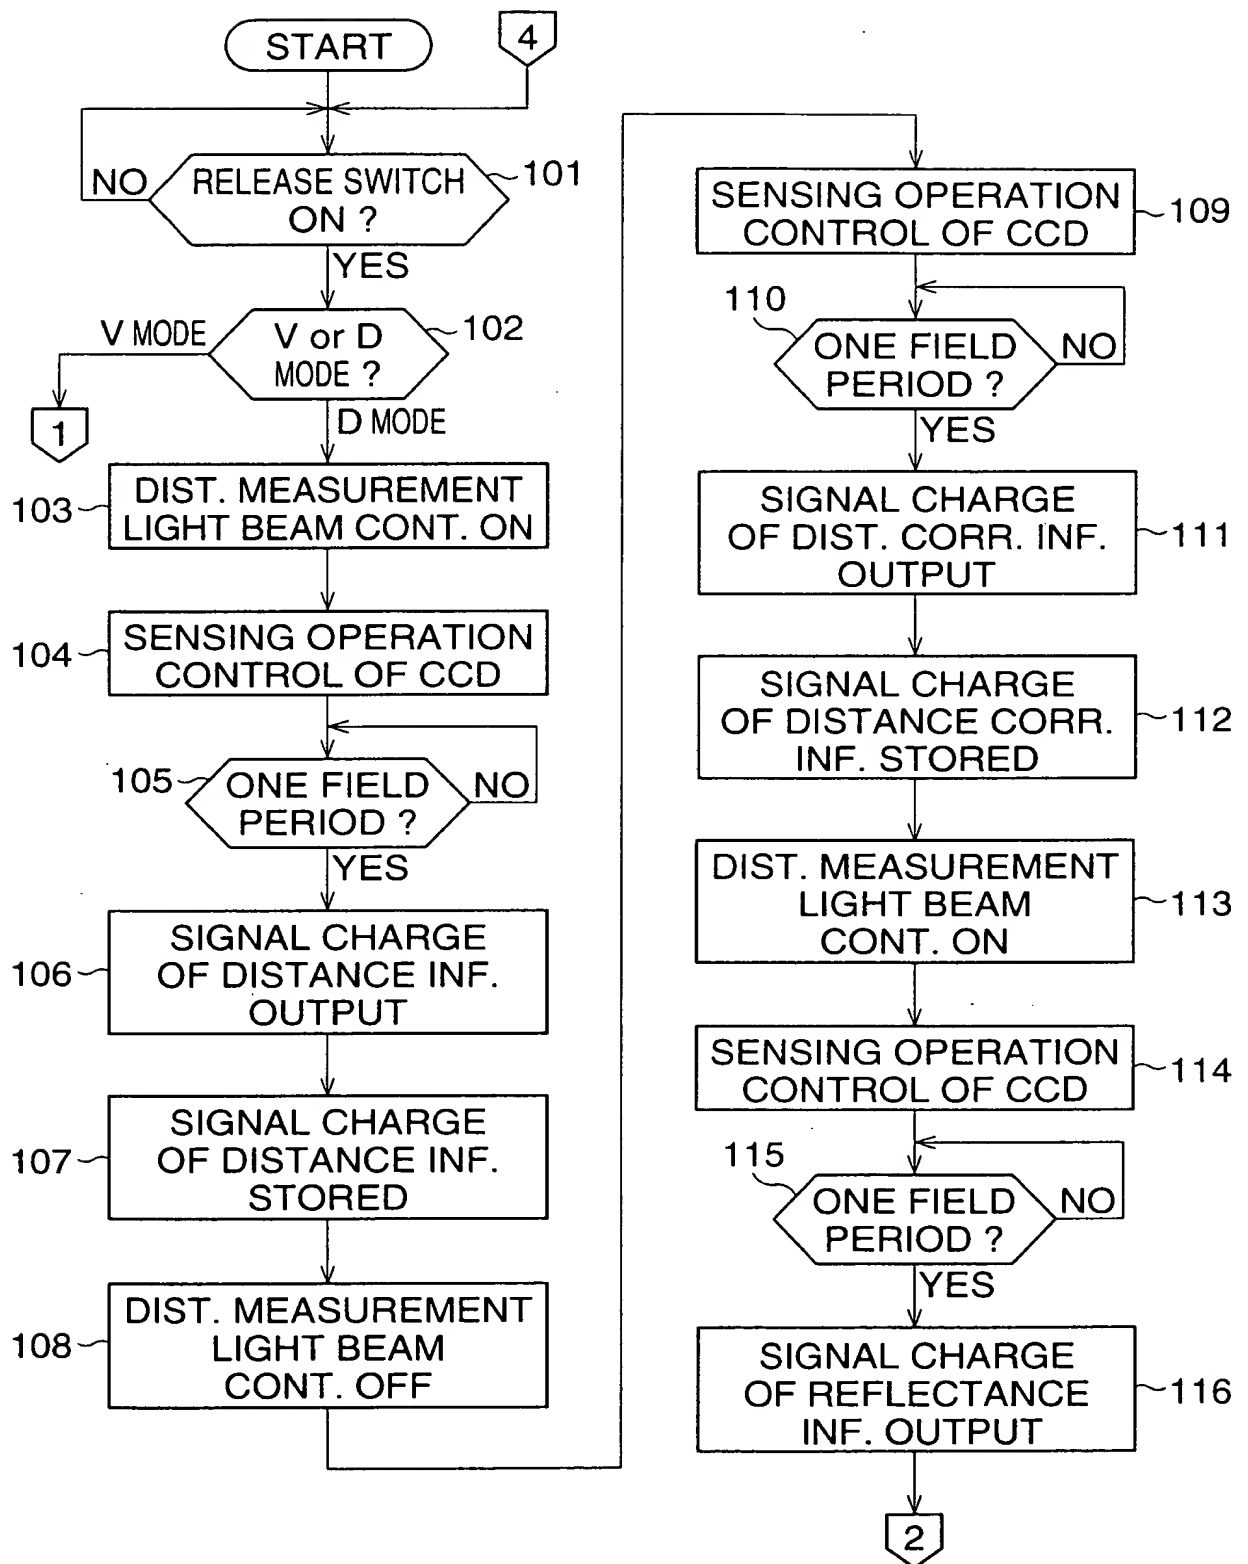 START
4
NO
RELEASE SWITCH
ON ?
101
YES
V MODE
V or D
MODE ?
102
1
D MODE
103
DIST. MEASUREMENT
LIGHT BEAM CONT. ON
104
SENSING OPERATION
CONTROL OF CCD
105
ONE FIELD
PERIOD ?
NO
YES
106
SIGNAL CHARGE
OF DISTANCE INF.
OUTPUT
107
SIGNAL CHARGE
OF DISTANCE INF.
STORED
108
DIST. MEASUREMENT
LIGHT BEAM
CONT. OFF
SENSING OPERATION
CONTROL OF CCD
109
110
ONE FIELD
PERIOD ?
NO
YES
SIGNAL CHARGE
OF DIST. CORR. INF.
OUTPUT
111
SIGNAL CHARGE
OF DISTANCE CORR.
INF. STORED
112
DIST. MEASUREMENT
LIGHT BEAM
CONT. ON
113
SENSING OPERATION
CONTROL OF CCD
114
115
ONE FIELD
PERIOD ?
NO
YES
SIGNAL CHARGE
OF REFLECTANCE
INF. OUTPUT
116
2